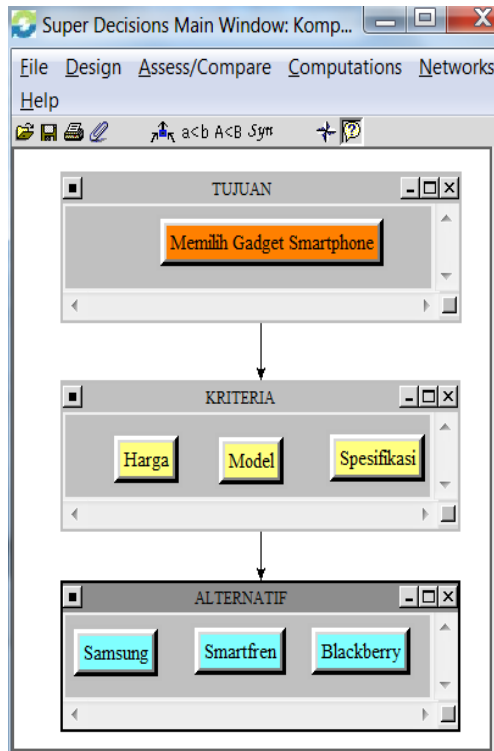 Super Decisions Main Window: Komp...
File Design Assess/Compare Computations Networks
Help
a<b A<B Syn
TUJUAN
Memilih Gadget Smartphone
KRITERIA
Harga Model Spesifikasi
ALTERNATIF
Samsung Smartfren Blackberry